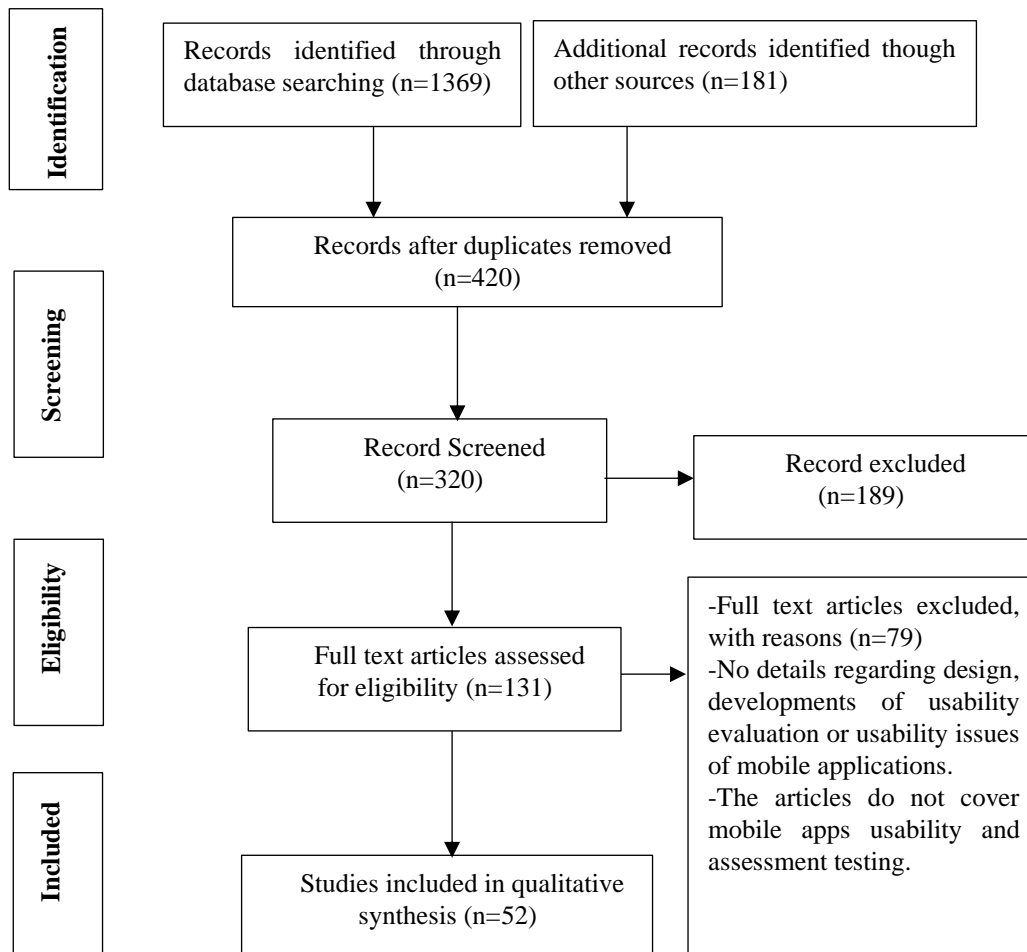 Identification
Records identified through
database searching (n=1369)
Additional records identified though
other sources (n=181)
Records after duplicates removed
(n=420)
Screening
Record Screened
(n=320)
Record excluded
(n=189)
Eligibility
Full text articles assessed
for eligibility (n=131)
-Full text articles excluded,
with reasons (n=79)
-No details regarding design,
developments of usability
evaluation or usability issues
of mobile applications.
-The articles do not cover
mobile apps usability and
assessment testing.
Included
Studies included in qualitative
synthesis (n=52)